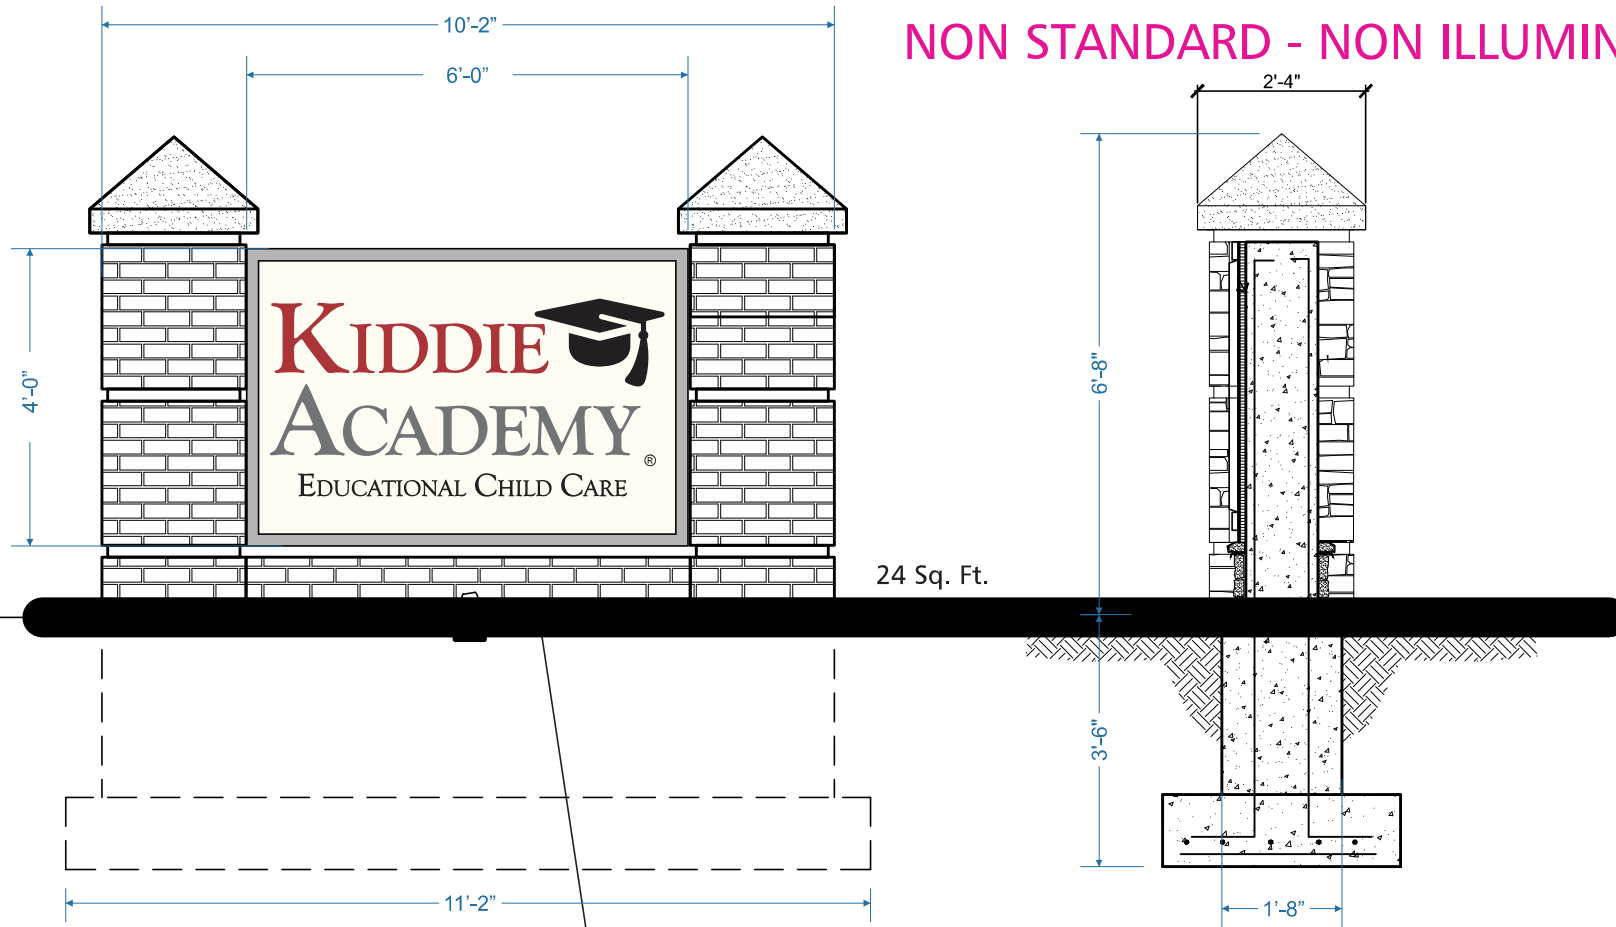 NON STANDARD - NON ILLUMIN
10'-2”
6'-0”
2'-4"
KIDDIE
ACADEMY®
EDUCATIONAL CHILD CARE
4'-0”
6'-8”
24 Sq. Ft.
3'-6”
11'-2”
1'-8”